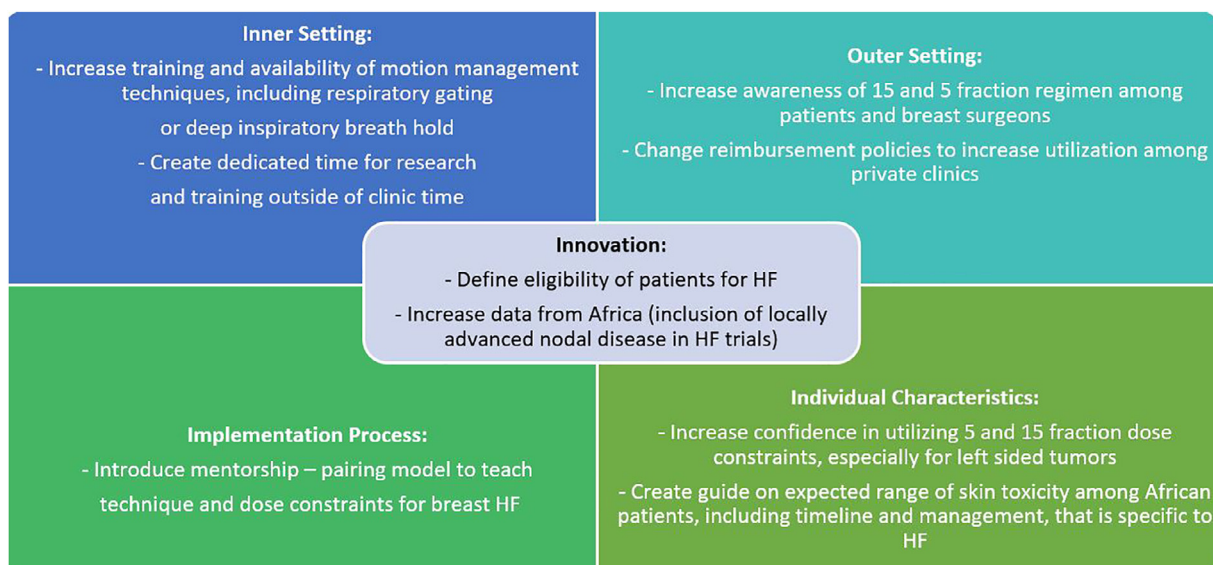 Inner Setting:
- Increase training and availability of motion management
techniques, including respiratory gating
or deep inspiratory breath hold
- Create dedicated time for research
and training outside of clinic time
Outer Setting:
- Increase awareness of 15 and 5 fraction regimen among
patients and breast surgeons
- Change reimbursement policies to increase utilization among
private clinics
Innovation:
- Define eligibility of patients for HF
- Increase data from Africa (inclusion of locally
advanced nodal disease in HF trials)
Implementation Process:
- Introduce mentorship – pairing model to teach
technique and dose constraints for breast HF
Individual Characteristics:
- Increase confidence in utilizing 5 and 15 fraction dose
constraints, especially for left sided tumors
- Create guide on expected range of skin toxicity among African
patients, including timeline and management, that is specific to
HF